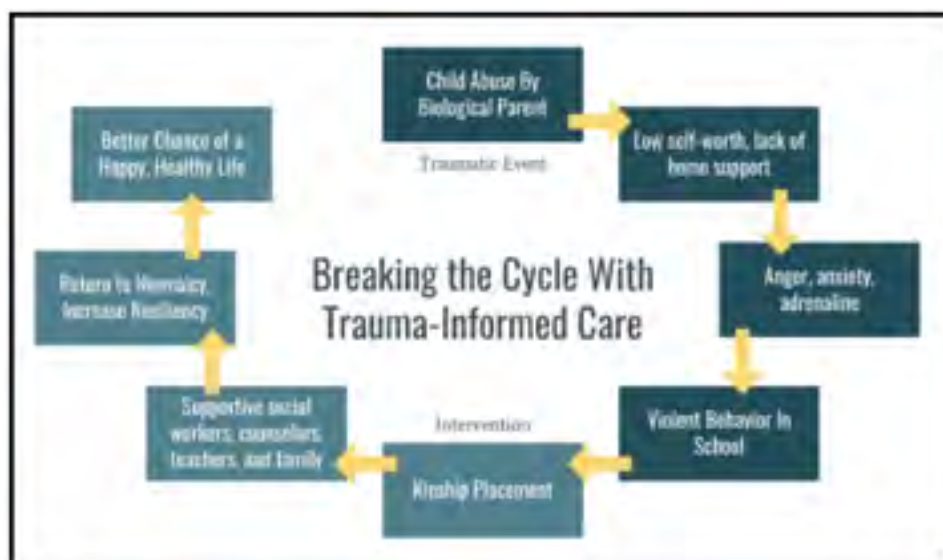 Child Abuse By
Biological Parent
Traumatic Event
Low self-worth, lack of
home support
Anger, anxiety,
adrenaline
Violent Behavior In
School
Intervention
Kinship Placement
Supportive social
workers, counselors,
teachers, and family
Return to Normalcy,
Increase Resiliency
Better Chance of a
Happy, Healthy Life
Breaking the Cycle With
Trauma-Informed Care